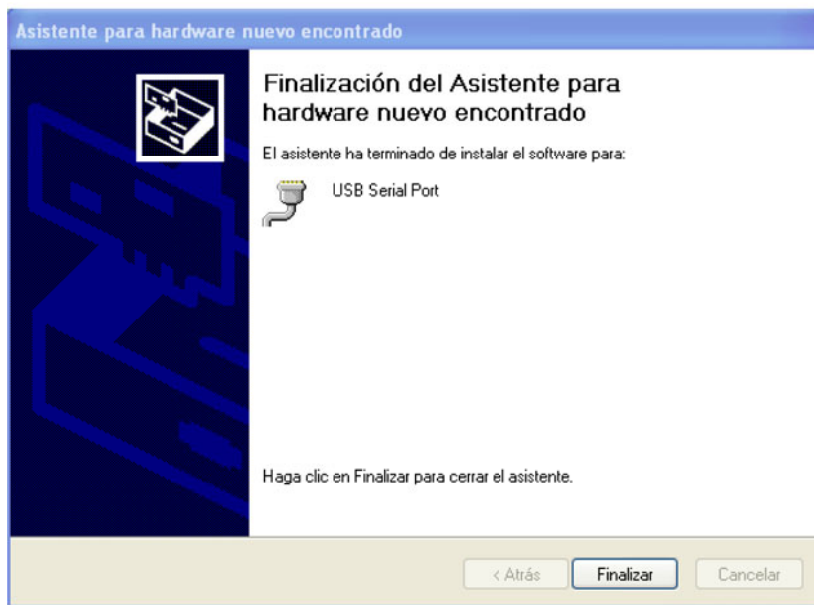 Asistente para hardware nuevo encontrado
Finalización del Asistente para
hardware nuevo encontrado
El asistente ha terminado de instalar el software para:
USB Serial Port
Haga clic en Finalizar para cerrar el asistente.
< Atrás
Finalizar
Cancelar